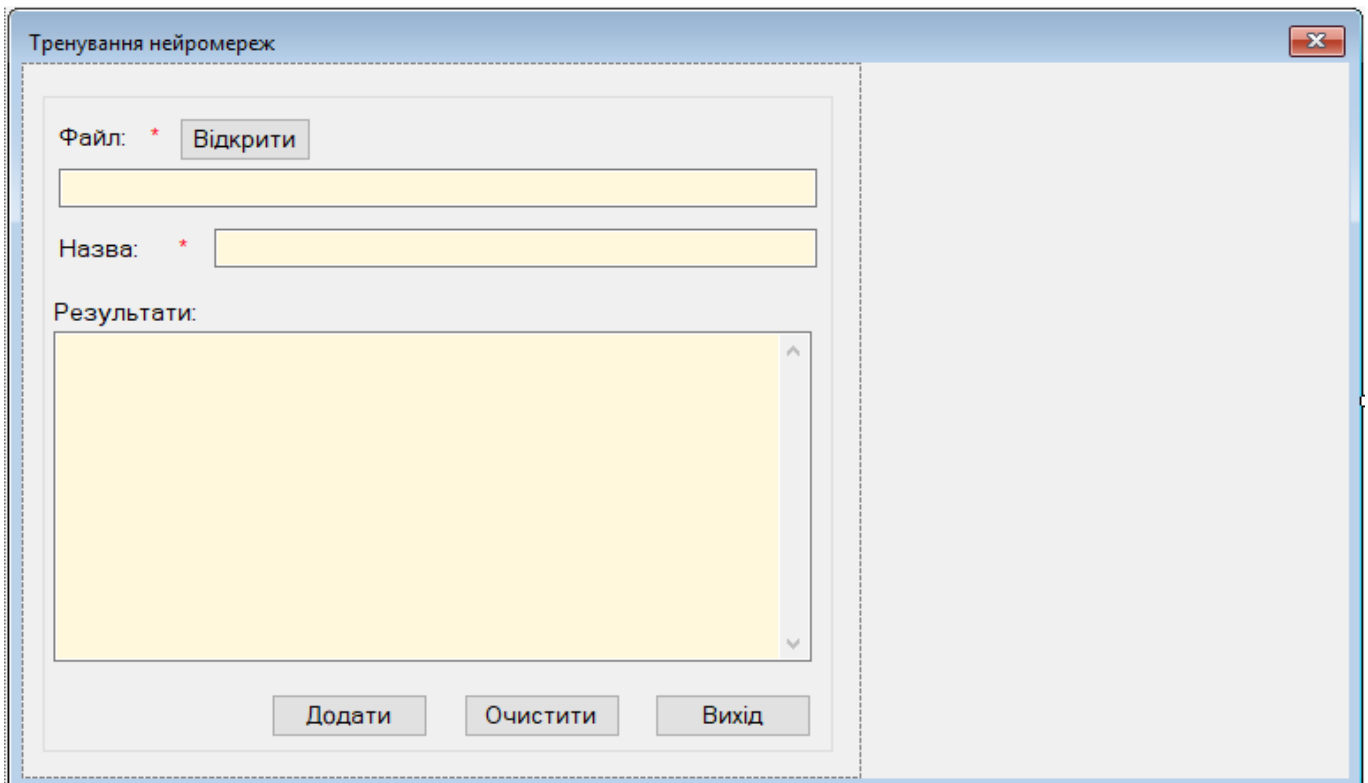 Тренування нейромереж
Файл: * Відкрити
Назва: *
Результати:
Додати Очистити Вихід